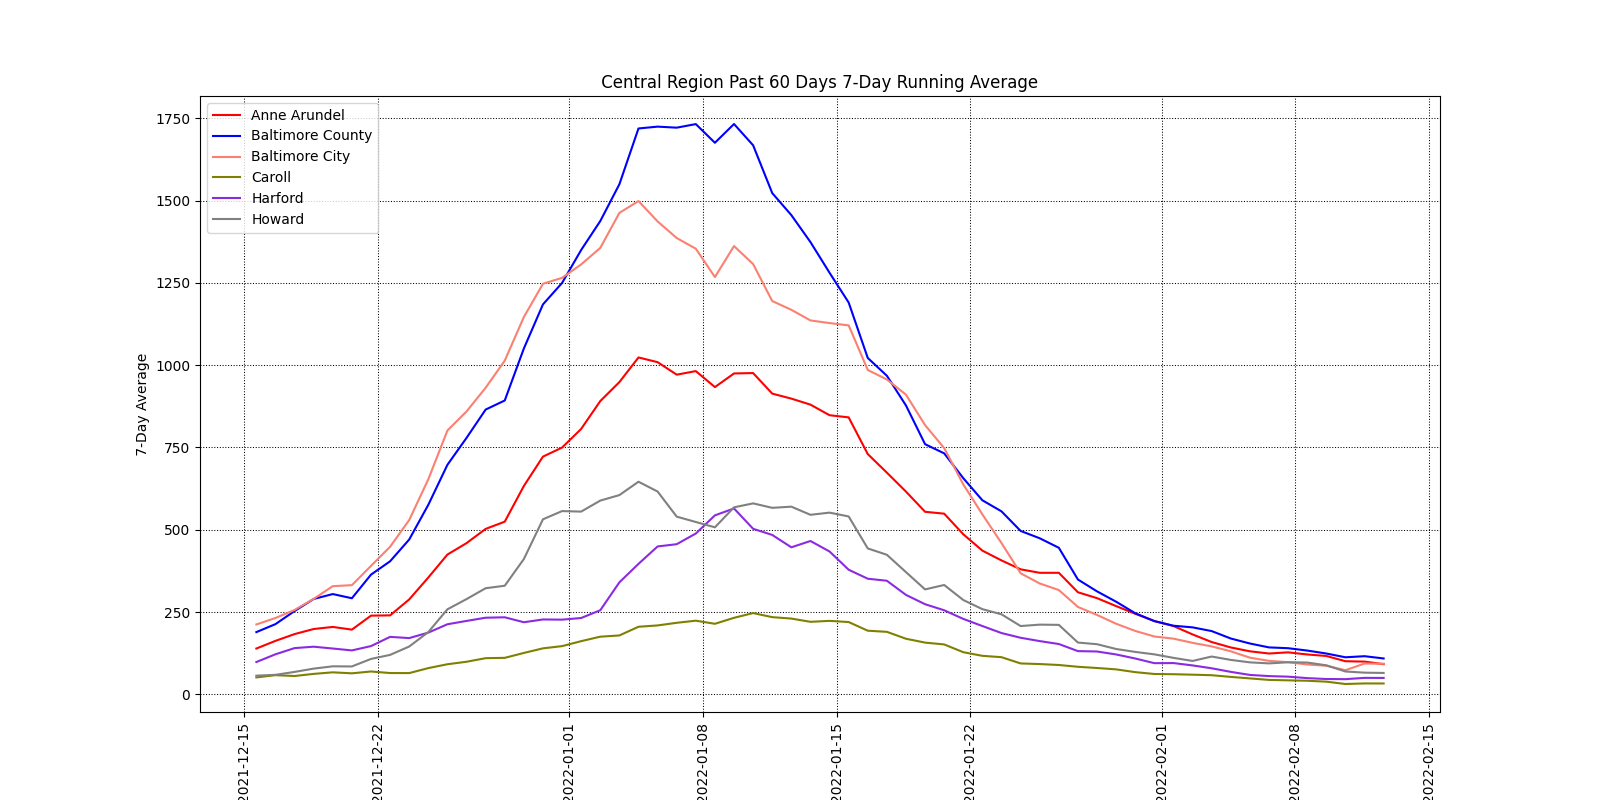 Central Region Past 60 Days 7-Day Running Average
Anne Arundel
Baltimore County
Baltimore City
Caroll
Harford
Howard
7-Day Average
1750
1500
1250
1000
750
500
250
0
2021-12-15
2021-12-22
2022-01-01
2022-01-08
2022-01-15
2022-01-22
2022-02-01
2022-02-08
2022-02-15